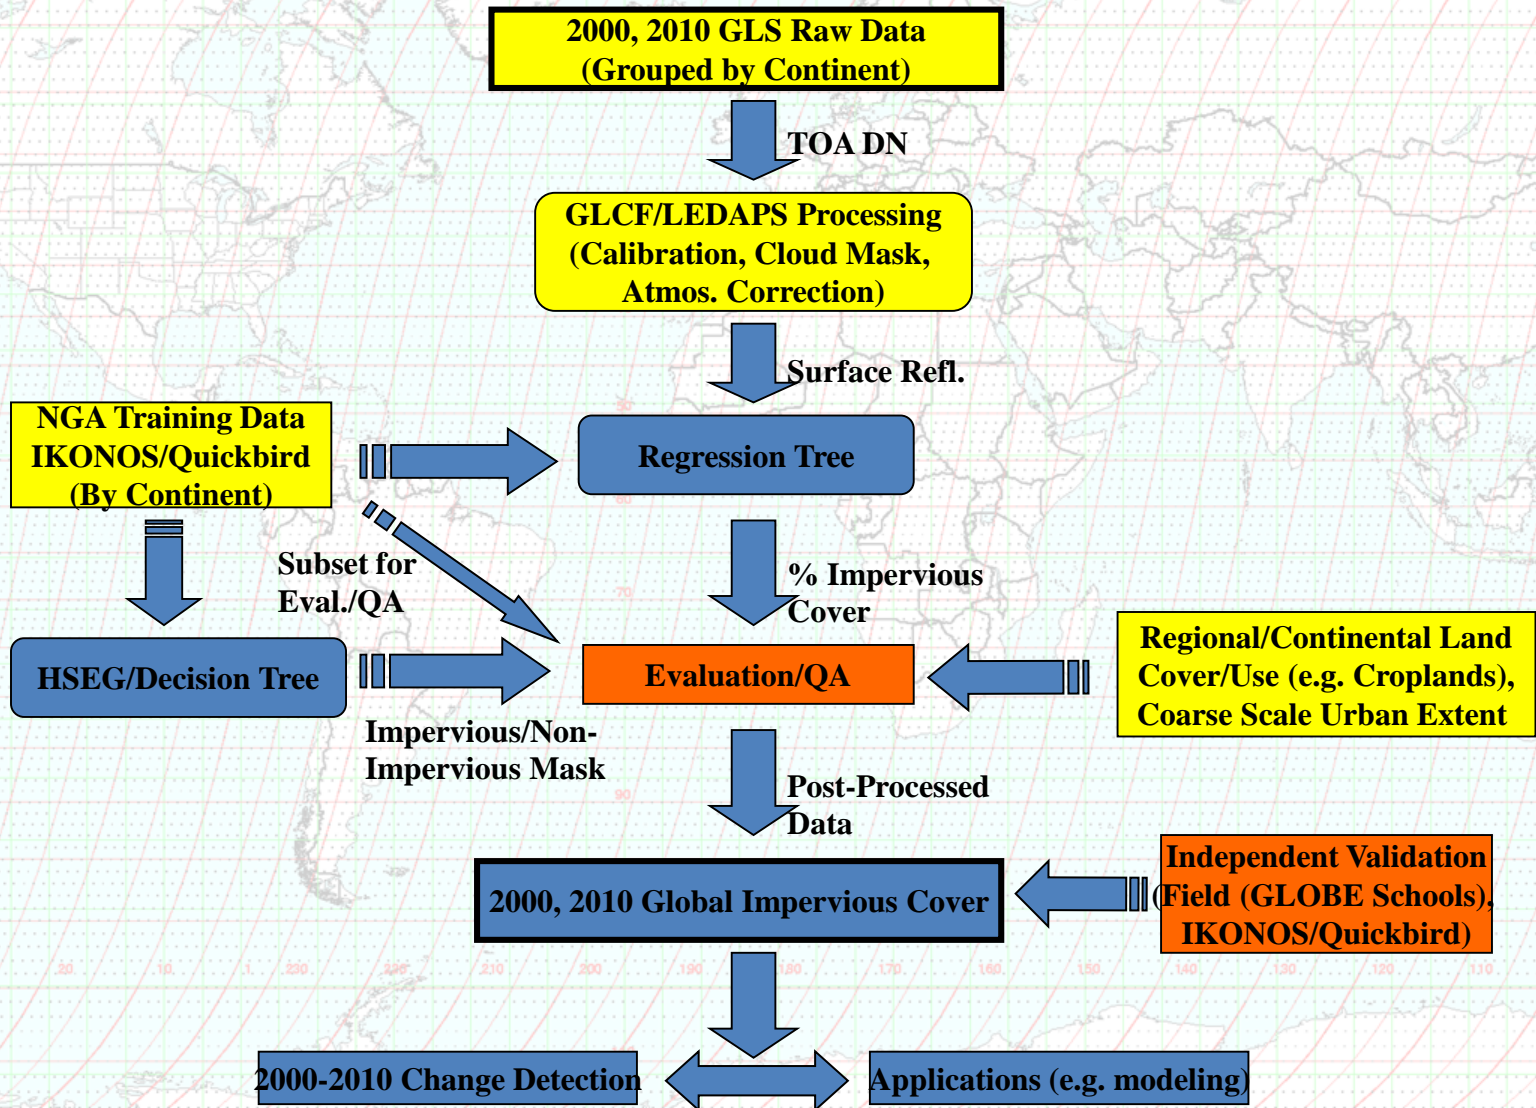 2000, 2010 GLS Raw Data
(Grouped by Continent)
TOA DN
GLCF/LEDAPS Processing
(Calibration, Cloud Mask,
Atmos. Correction)
Surface Refl.
NGA Training Data
IKONOS/Quickbird
(By Continent)
Regression Tree
Subset for
Eval./QA
% Impervious
Cover
HSEG/Decision Tree
Evaluation/QA
Regional/Continental Land
Cover/Use (e.g. Croplands),
Coarse Scale Urban Extent
Impervious/Non-
Impervious Mask
Post-Processed
Data
2000, 2010 Global Impervious Cover
Independent Validation
(Field (GLOBE Schools),
IKONOS/Quickbird)
2000-2010 Change Detection
Applications (e.g. modeling)